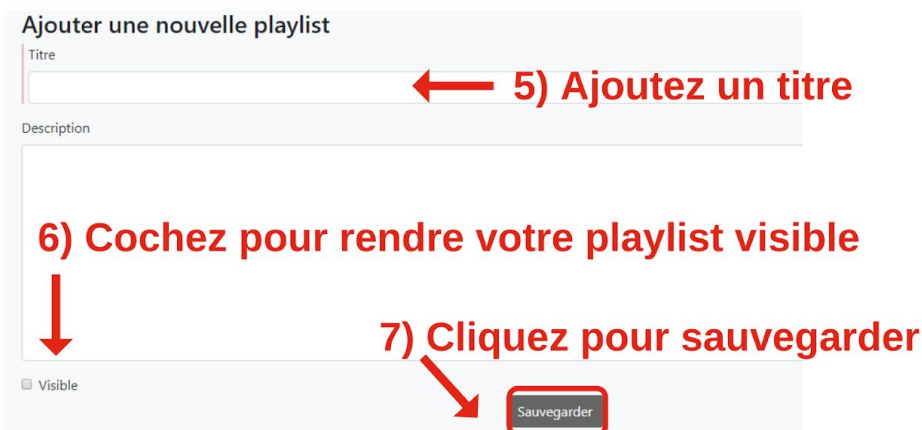 Ajouter une nouvelle playlist
Titre
5) Ajoutez un titre
Description
6) Cochez pour rendre votre playlist visible
7) Cliquez pour sauvegarder
Visible
Sauvegarder